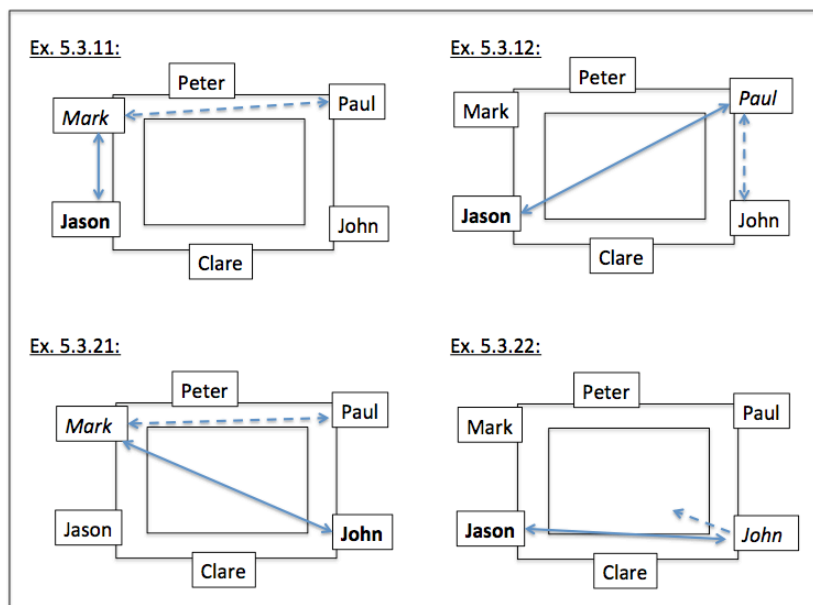 Ex. 5.3.11:
Peter
Mark
Paul
Jason
John
Clare
Ex. 5.3.12:
Peter
Mark
Paul
Jason
John
Clare
Ex. 5.3.21:
Peter
Mark
Paul
Jason
John
Clare
Ex. 5.3.22:
Peter
Mark
Paul
Jason
John
Clare